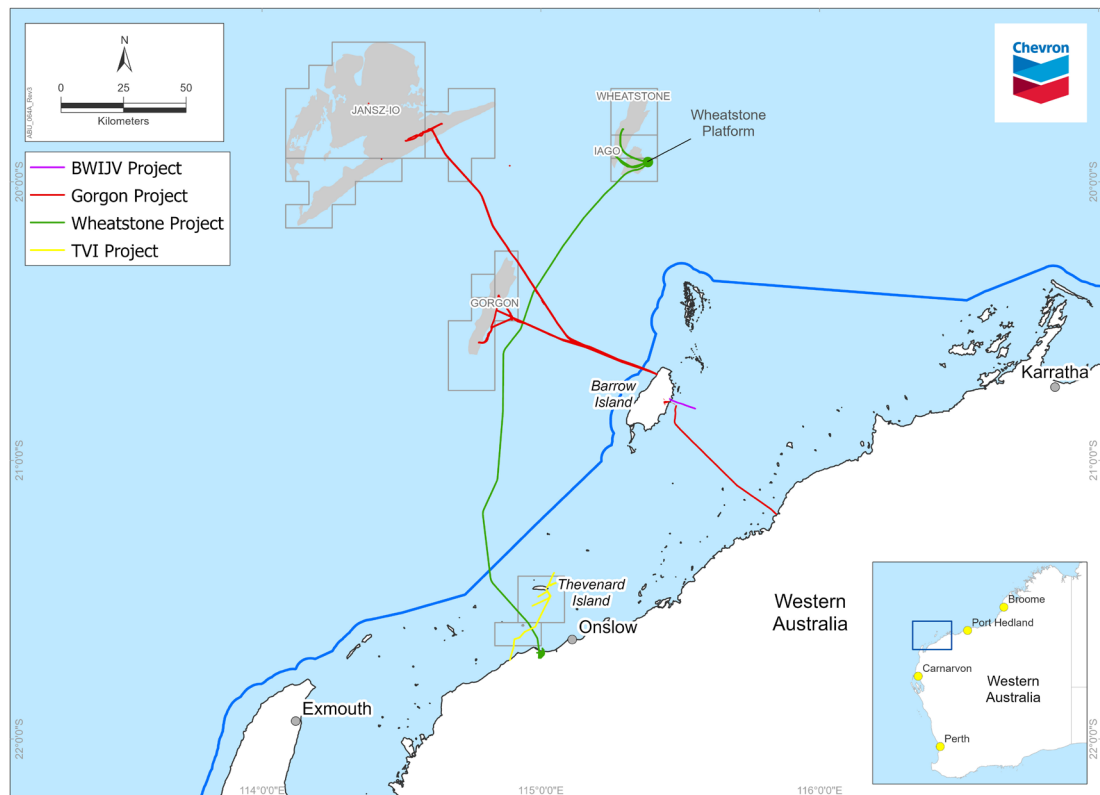 N
0 25 50
Kilometers
ABU_064A_Rev3
BWIJV Project
Gorgon Project
Wheatstone Project
TVI Project
Chevron
JANSZ-IO
WHEATSTONE
IAGO
Wheatstone
Platform
GORGON
Barrow
Island
Karratha
Thevenard
Island
Onslow
Exmouth
Western
Australia
20°0'0"S
20°0'0"S
21°0'0"S
21°0'0"S
22°0'0"S
22°0'0"S
114°0'0"E
115°0'0"E
116°0'0"E
Broome
Port Hedland
Carnarvon
Western
Australia
Perth